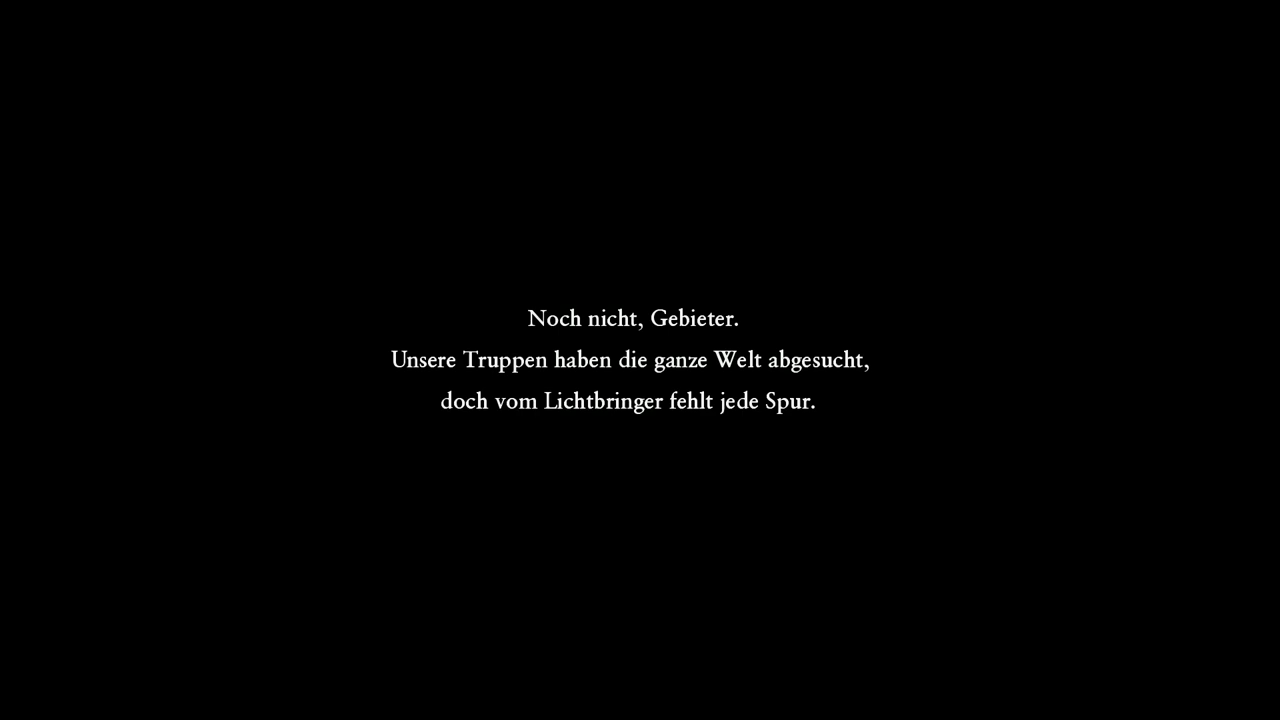 Noch nicht, Gebieter.
Unsere Truppen haben die ganze Welt abgesucht,
doch vom Lichtbringer fehlt jede Spur.